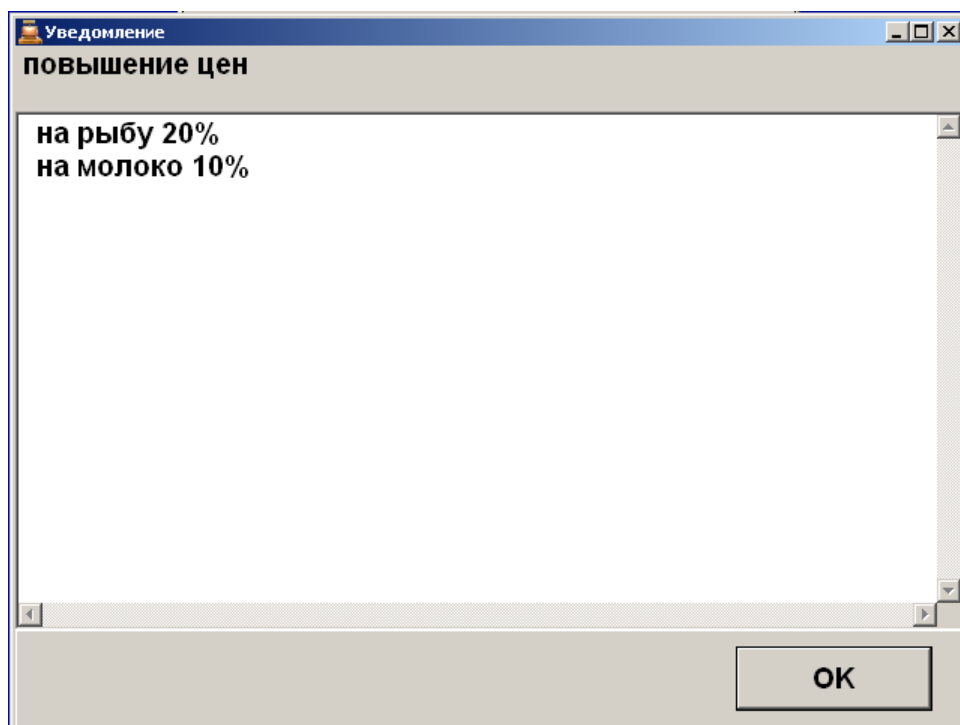 Уведомление
повышение цен
на рыбу 20%
на молоко 10%
OK